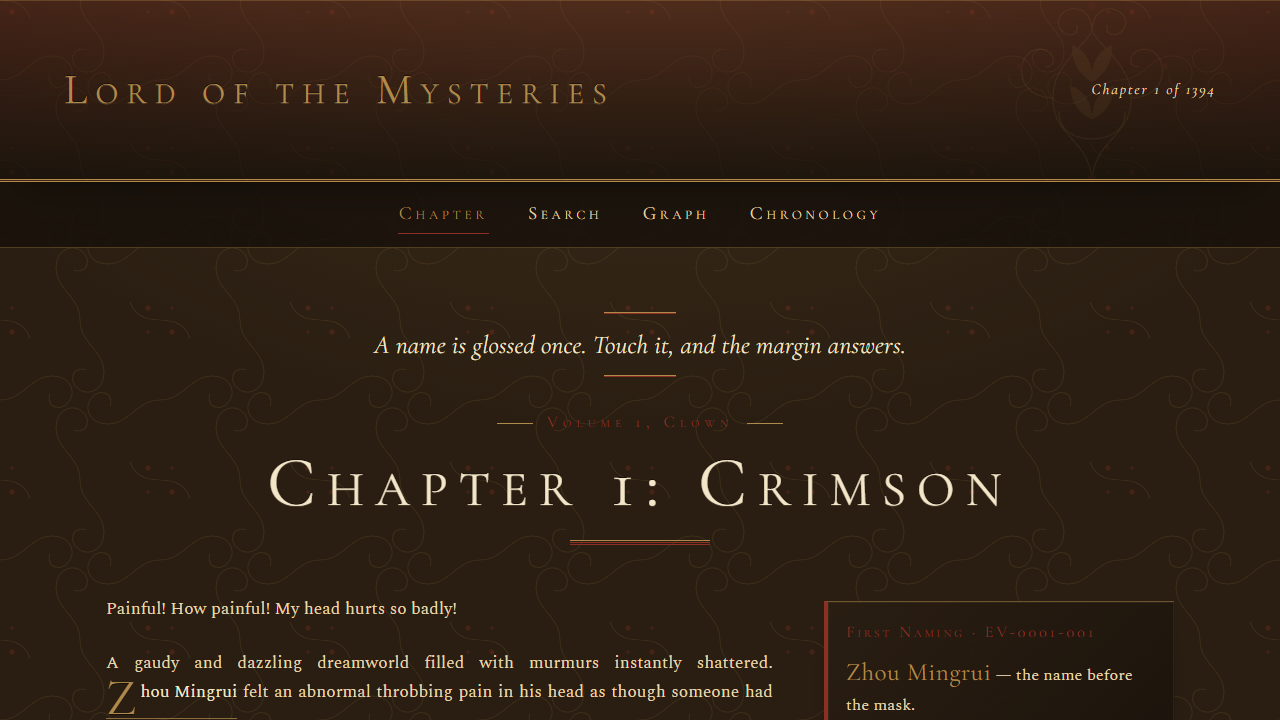 Lord of the Mysteries
Chapter 1 of 1394
Chapter Search Graph Chronology
A name is glossed once. Touch it, and the margin answers.
Volume 1, Clown
Chapter 1: Crimson
Painful! How painful! My head hurts so badly!
A gaudy and dazzling dreamworld filled with murmurs instantly shattered.
Zhou Mingrui felt an abnormal throbbing pain in his head as though someone had
First Naming · EV-0001-001
Zhou Mingrui — the name before
the mask.